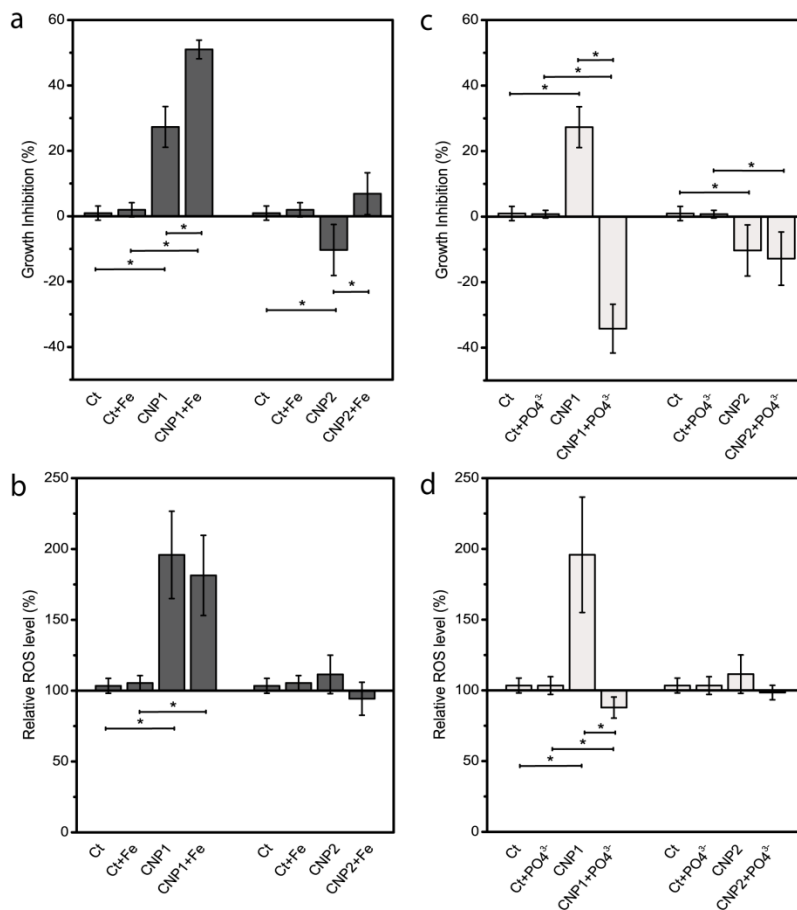 a
60
40
20
0
-20
-40
Growth Inhibition (%)
*
*
*
*
*
Ct
Ct+Fe
CNP1
CNP1+Fe
Ct
Ct+Fe
CNP2
CNP2+Fe
c
60
40
20
0
-20
-40
Growth Inhibition (%)
*
*
*
*
*
Ct
Ct+PO4³⁻
CNP1
CNP1+PO4³⁻
Ct
Ct+PO4³⁻
CNP2
CNP2+PO4³⁻
b
250
200
150
100
50
0
Relative ROS level (%)
*
*
Ct
Ct+Fe
CNP1
CNP1+Fe
Ct
Ct+Fe
CNP2
CNP2+Fe
d
250
200
150
100
50
0
Relative ROS level (%)
*
*
*
Ct
Ct+PO4³⁻
CNP1
CNP1+PO4³⁻
Ct
Ct+PO4³⁻
CNP2
CNP2+PO4³⁻